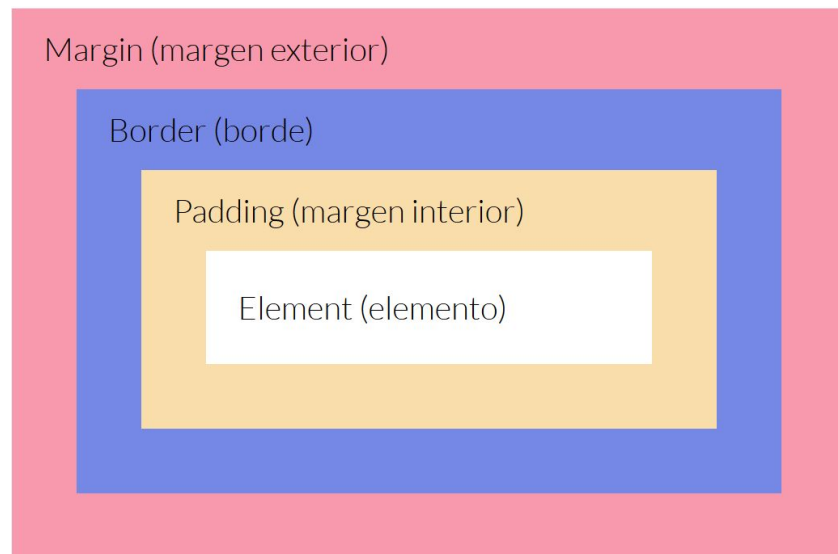 Margin (margen exterior)
Border (borde)
Padding (margen interior)
Element (elemento)